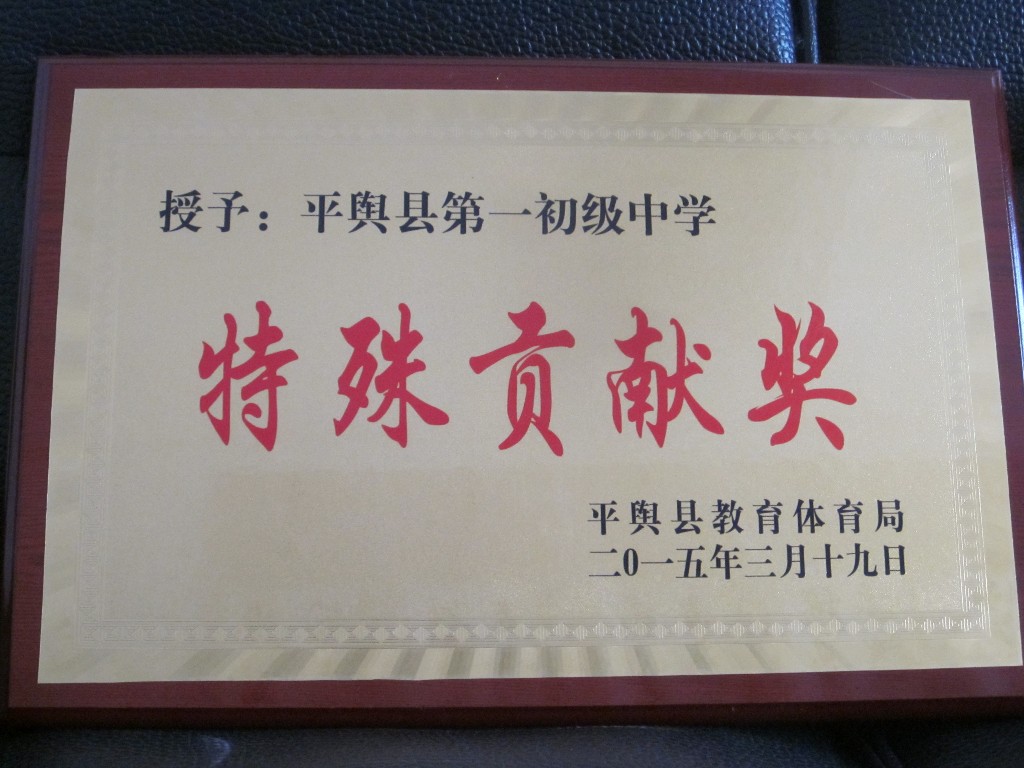 授予：平舆县第一初级中学
特殊贡献奖
平舆县教育体育局
二0一五年三月十九日